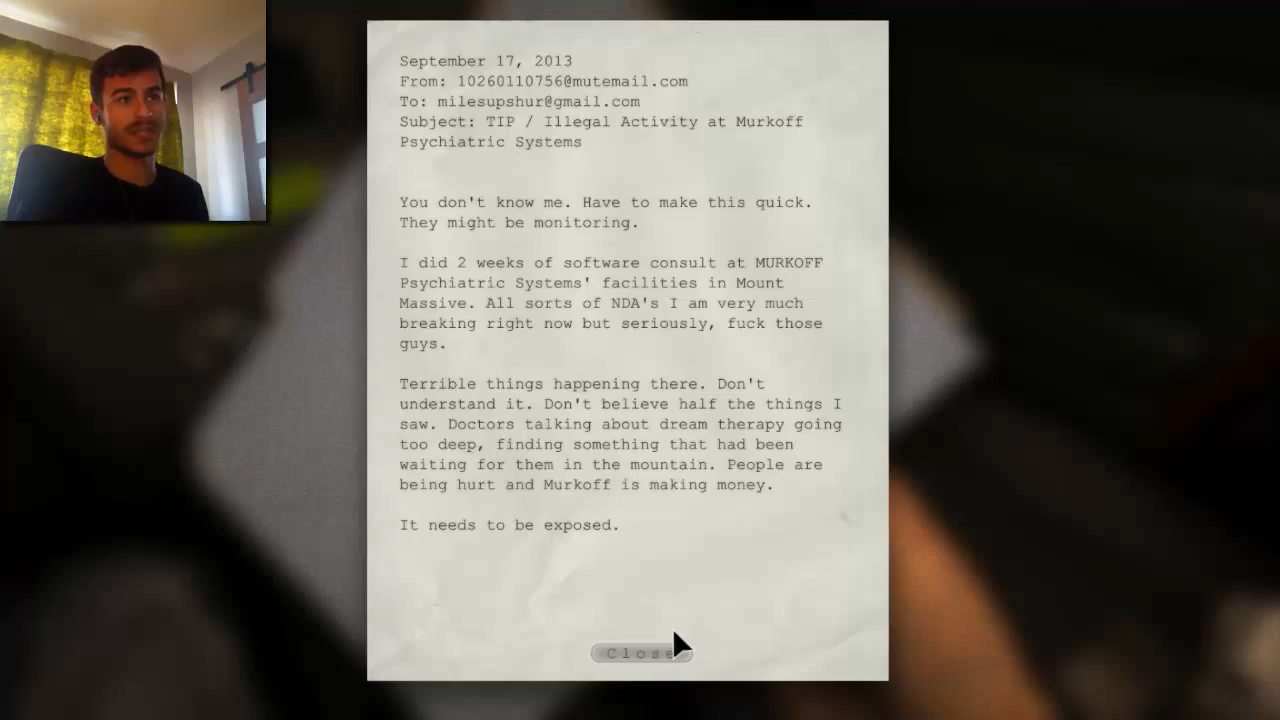 September 17, 2013
From: 10260110756@mutemail.com
To: milesupshur@gmail.com
Subject: TIP / Illegal Activity at Murkoff
Psychiatric Systems
You don't know me. Have to make this quick.
They might be monitoring.
I did 2 weeks of software consult at MURKOFF
Psychiatric Systems' facilities in Mount
Massive. All sorts of NDA's I am very much
breaking right now but seriously, fuck those
guys.
Terrible things happening there. Don't
understand it. Don't believe half the things I
saw. Doctors talking about dream therapy going
too deep, finding something that had been
waiting for them in the mountain. People are
being hurt and Murkoff is making money.
It needs to be exposed.
Close